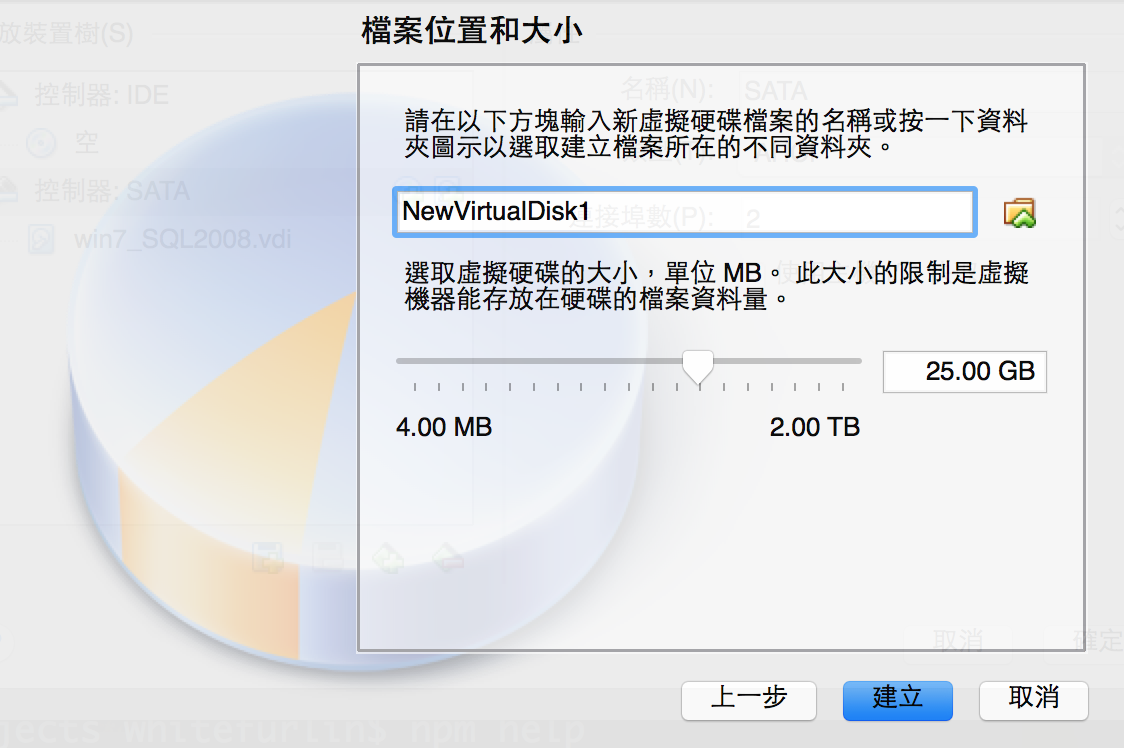 檔案位置和大小
放裝置樹(S)
控制器: IDE
名稱(N): SATA
空
請在以下方塊輸入新虛擬硬碟檔案的名稱或按一下資料
夾圖示以選取建立檔案所在的不同資料夾。
控制器: SATA
NewVirtualDisk1
連接埠數(P): 2
win7_SQL2008.vdi
選取虛擬硬碟的大小，單位 MB。 此大小的限制是虛擬
機器能存放在硬碟的檔案資料量。
25.00 GB
4.00 MB
2.00 TB
取消
確定
上一步
建立
取消
jects whitefurin$ npm help